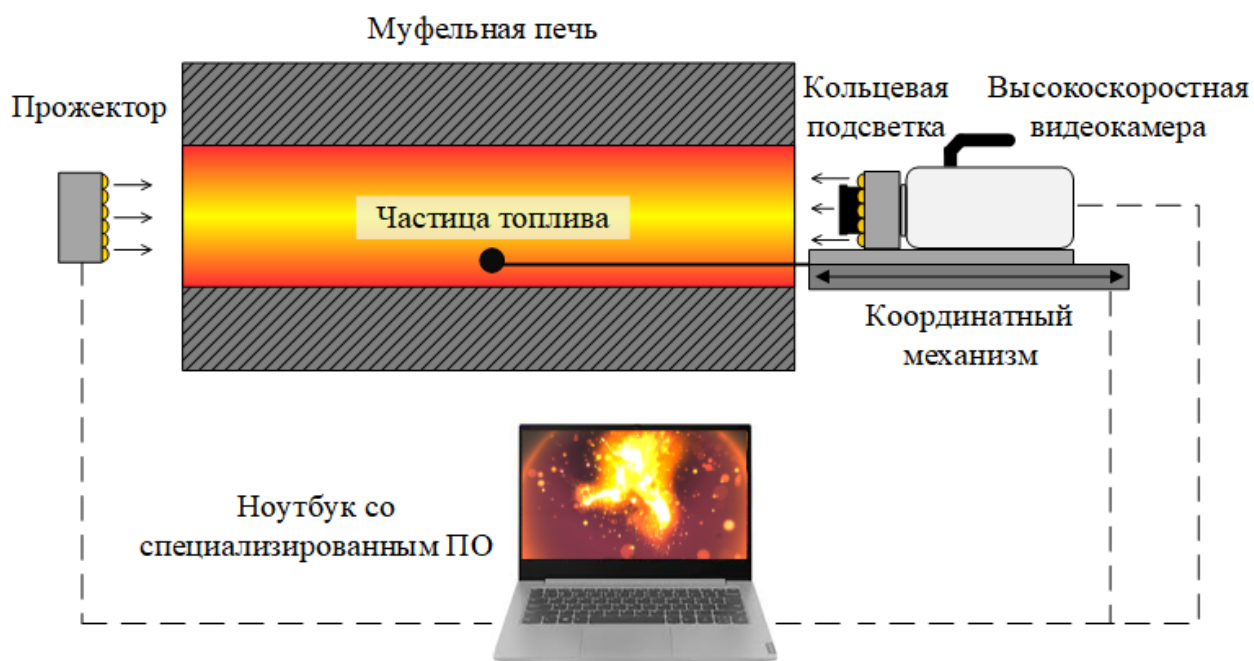 Муфельная печь
Прожектор
Кольцевая
подсветка
Высокоскоростная
видеокамера
Частица топлива
Координатный
механизм
Ноутбук со
специализированным ПО